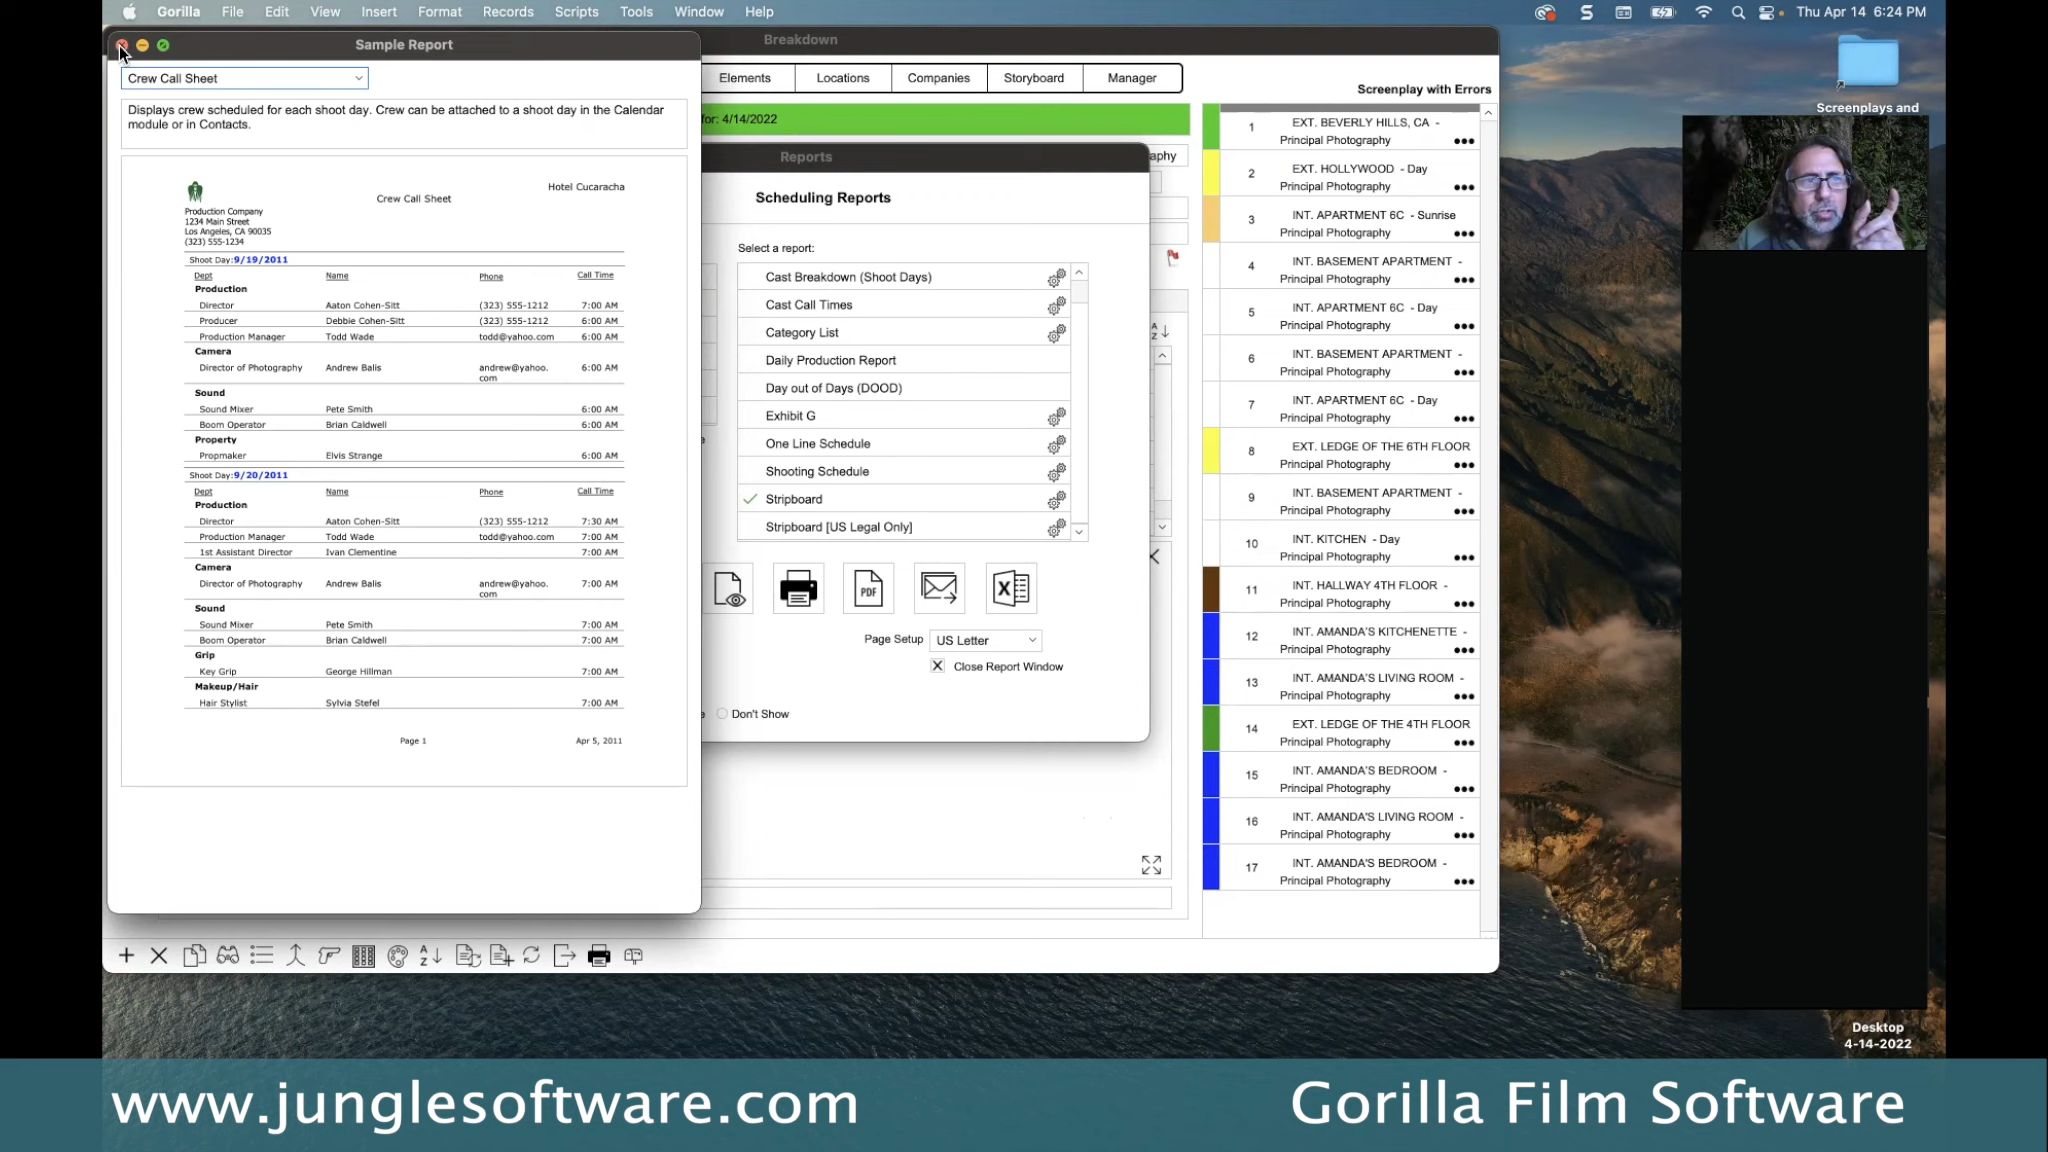 Gorilla File Edit View Insert Format Records Scripts Tools Window Help
Thu Apr 14 6:24 PM
Sample Report
Crew Call Sheet
Displays crew scheduled for each shoot day. Crew can be attached to a shoot day in the Calendar
module or in Contacts.
Hotel Cucaracha
Crew Call Sheet
Production Company
1234 Main Street
Los Angeles, CA 90035
(323) 555-1234
Shoot Day:9/19/2011
Dept Name Phone Call Time
Production
Director Aaton Cohen-Sitt (323) 555-1212 7:00 AM
Producer Debbie Cohen-Sitt (323) 555-1212 6:00 AM
Production Manager Todd Wade todd@yahoo.com 6:00 AM
Camera
Director of Photography Andrew Balis andrew@yahoo. 6:00 AM
com
Sound
Sound Mixer Pete Smith 6:00 AM
Boom Operator Brian Caldwell 6:00 AM
Property
Propmaker Elvis Strange 6:00 AM
Shoot Day:9/20/2011
Dept Name Phone Call Time
Production
Director Aaton Cohen-Sitt (323) 555-1212 7:30 AM
Production Manager Todd Wade todd@yahoo.com 7:00 AM
1st Assistant Director Ivan Clementine 7:00 AM
Camera
Director of Photography Andrew Balis andrew@yahoo. 7:00 AM
com
Sound
Sound Mixer Pete Smith 7:00 AM
Boom Operator Brian Caldwell 7:00 AM
Grip
Key Grip George Hillman 7:00 AM
Makeup/Hair
Hair Stylist Sylvia Stefel 7:00 AM
Page 1 Apr 5, 2011
Breakdown
Elements Locations Companies Storyboard Manager
for: 4/14/2022
aphy
Reports
Scheduling Reports
Select a report:
Cast Breakdown (Shoot Days)
Cast Call Times
Category List
Daily Production Report
Day out of Days (DOOD)
Exhibit G
One Line Schedule
Shooting Schedule
Stripboard
Stripboard [US Legal Only]
PDF
Page Setup US Letter
Close Report Window
e Don't Show
A
Z
Screenplay with Errors
1 EXT. BEVERLY HILLS, CA -
Principal Photography
2 EXT. HOLLYWOOD - Day
Principal Photography
3 INT. APARTMENT 6C - Sunrise
Principal Photography
4 INT. BASEMENT APARTMENT -
Principal Photography
5 INT. APARTMENT 6C - Day
Principal Photography
6 INT. BASEMENT APARTMENT -
Principal Photography
7 INT. APARTMENT 6C - Day
Principal Photography
8 EXT. LEDGE OF THE 6TH FLOOR
Principal Photography
9 INT. BASEMENT APARTMENT -
Principal Photography
10 INT. KITCHEN - Day
Principal Photography
11 INT. HALLWAY 4TH FLOOR -
Principal Photography
12 INT. AMANDA'S KITCHENETTE -
Principal Photography
13 INT. AMANDA'S LIVING ROOM -
Principal Photography
14 EXT. LEDGE OF THE 4TH FLOOR
Principal Photography
15 INT. AMANDA'S BEDROOM -
Principal Photography
16 INT. AMANDA'S LIVING ROOM -
Principal Photography
17 INT. AMANDA'S BEDROOM -
Principal Photography
A
Z
Screenplays and
Desktop
4-14-2022
www.junglesoftware.com
Gorilla Film Software